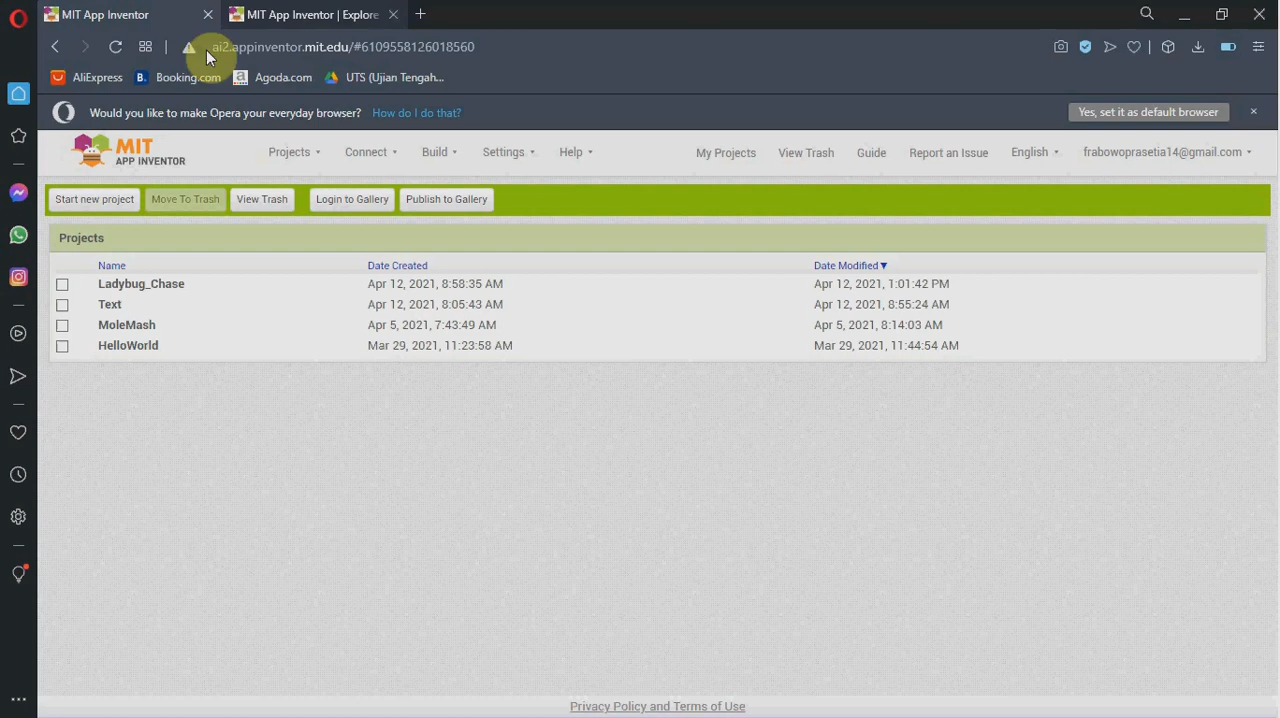 MIT App Inventor
MIT App Inventor | Explore
ai2.appinventor.mit.edu/#6109558126018560
AliExpress
B. Booking.com
a Agoda.com
UTS (Ujian Tengah...
Would you like to make Opera your everyday browser? How do I do that?
Yes, set it as default browser
MIT
APP INVENTOR
Projects
Connect
Build
Settings
Help
My Projects
View Trash
Guide
Report an Issue
English
frabowoprasetia14@gmail.com
Start new project
Move To Trash
View Trash
Login to Gallery
Publish to Gallery
Projects
Name Date Created Date Modified▼
Ladybug_Chase Apr 12, 2021, 8:58:35 AM Apr 12, 2021, 1:01:42 PM
Text Apr 12, 2021, 8:05:43 AM Apr 12, 2021, 8:55:24 AM
MoleMash Apr 5, 2021, 7:43:49 AM Apr 5, 2021, 8:14:03 AM
HelloWorld Mar 29, 2021, 11:23:58 AM Mar 29, 2021, 11:44:54 AM
Privacy Policy and Terms of Use